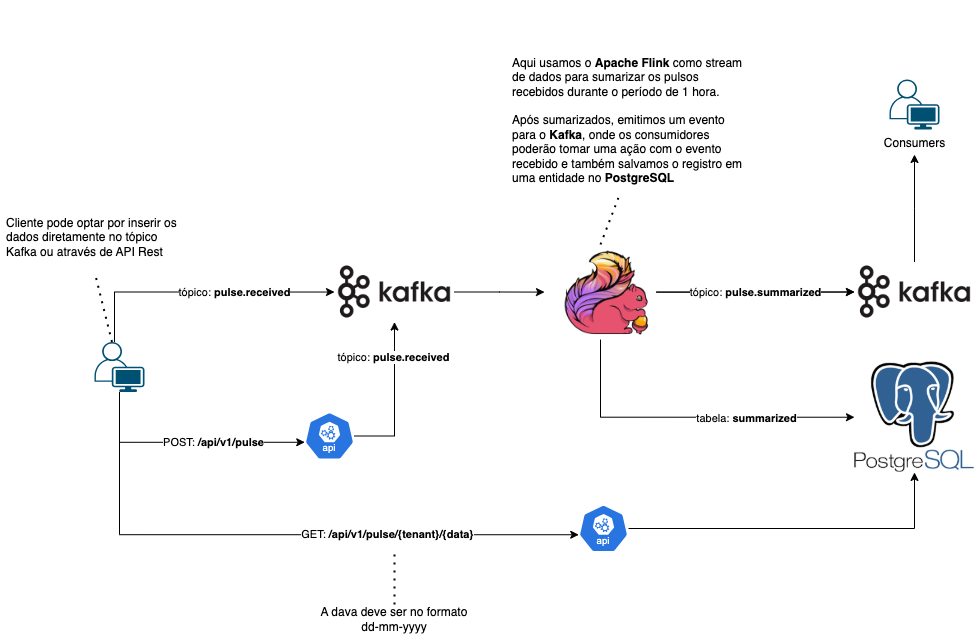 Aqui usamos o Apache Flink como stream
de dados para sumarizar os pulsos
recebidos durante o período de 1 hora.
Após sumarizados, emitimos um evento
para o Kafka, onde os consumidores
poderão tomar uma ação com o evento
recebido e também salvamos o registro em
uma entidade no PostgreSQL
Consumers
Cliente pode optar por inserir os
dados diretamente no tópico
Kafka ou através de API Rest
tópico: pulse.received
kafka
tópico: pulse.summarized
kafka
tópico: pulse.received
tabela: summarized
PostgreSQL
POST: /api/v1/pulse
api
GET: /api/v1/pulse/{tenant}/{data}
api
A dava deve ser no formato
dd-mm-yyyy